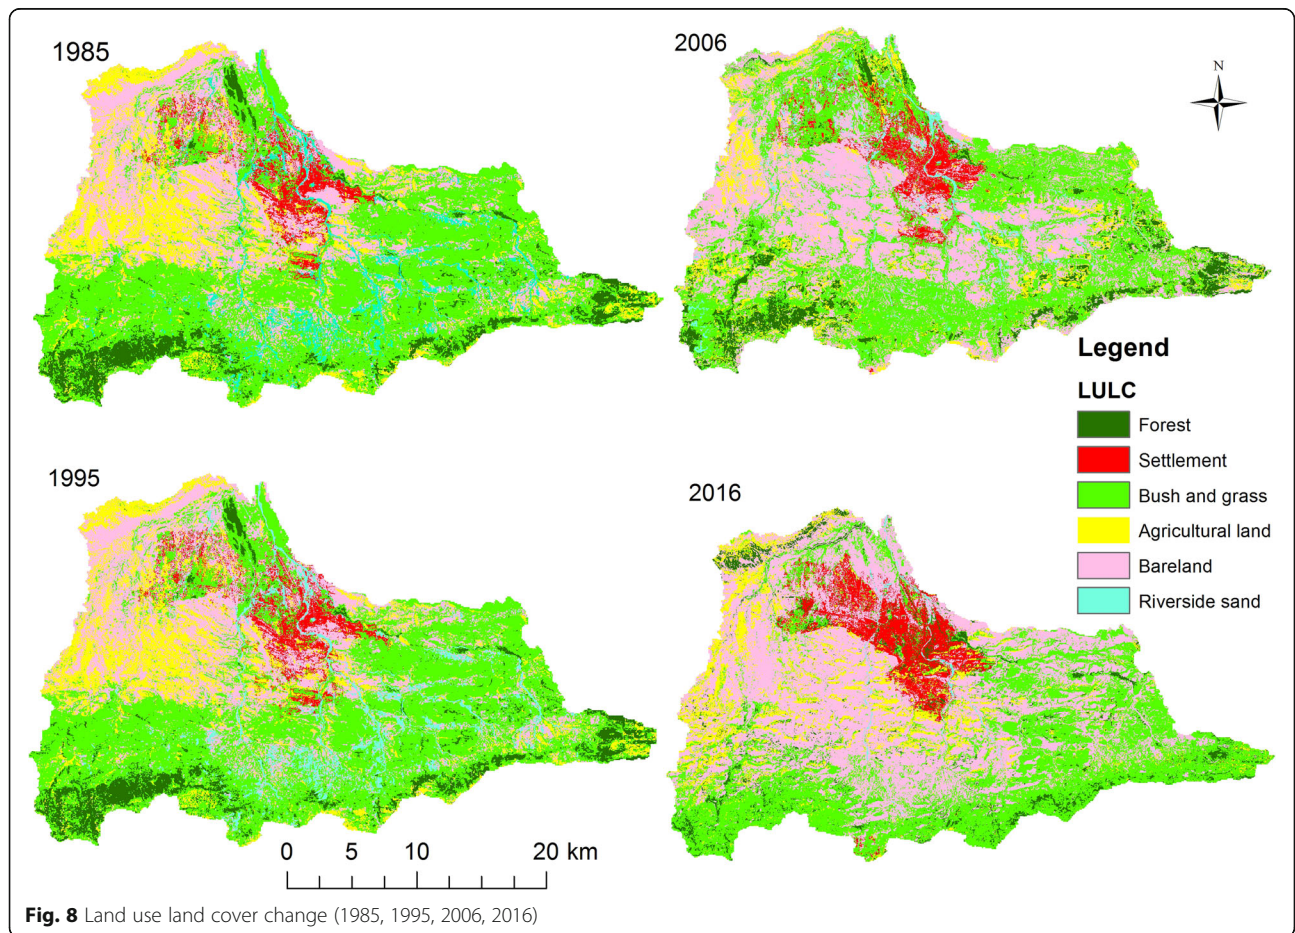 1985
2006
N
Legend
LULC
Forest
Settlement
Bush and grass
Agricultural land
Bareland
Riverside sand
1995
2016
0 5 10 20 km
Fig. 8 Land use land cover change (1985, 1995, 2006, 2016)